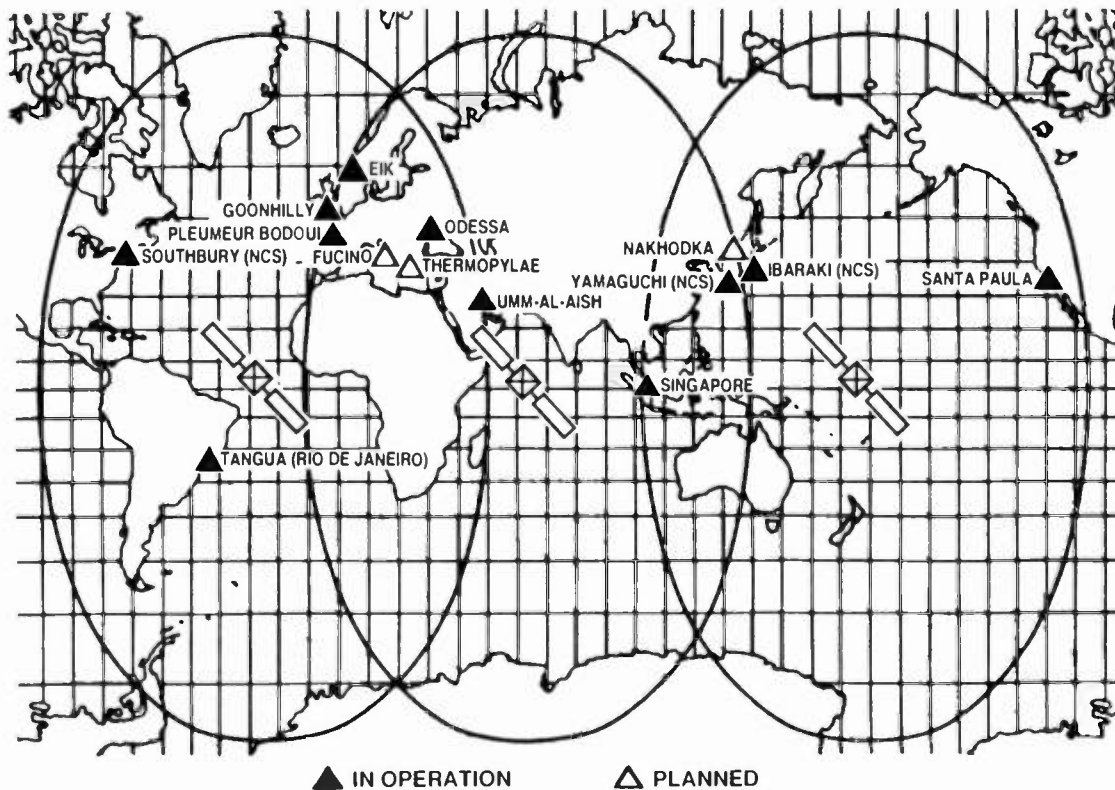 EIK
GOONHILLY
PLEUMEUR BODOUI
ODESSA
SOUTHBURY (NCS)
FUCINO
THERMOPYLAE
NAKHODKA
IBARAKI (NCS)
YAMAGUCHI (NCS)
SANTA PAULA
UMM-AL-AISH
SINGAPORE
TANGUA (RIO DE JANEIRO)
IN OPERATION
PLANNED